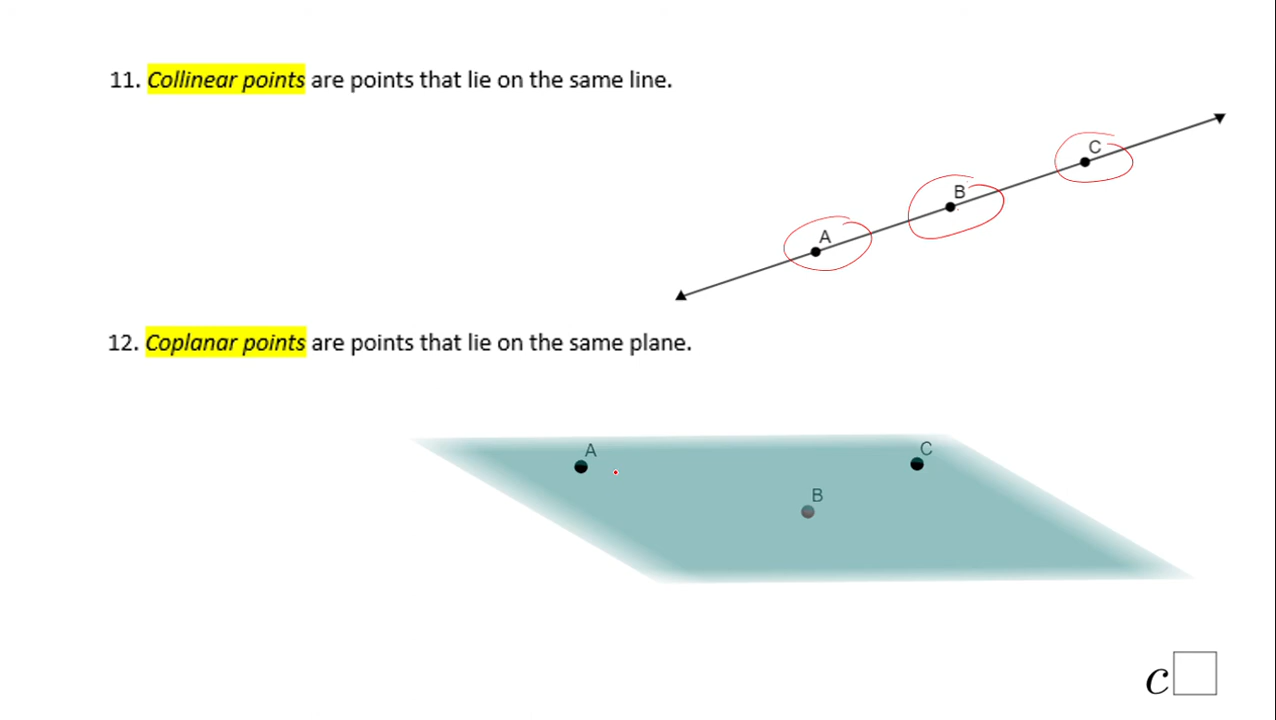 11. Collinear points are points that lie on the same line.
C
B
A
12. Coplanar points are points that lie on the same plane.
A
C
B
c